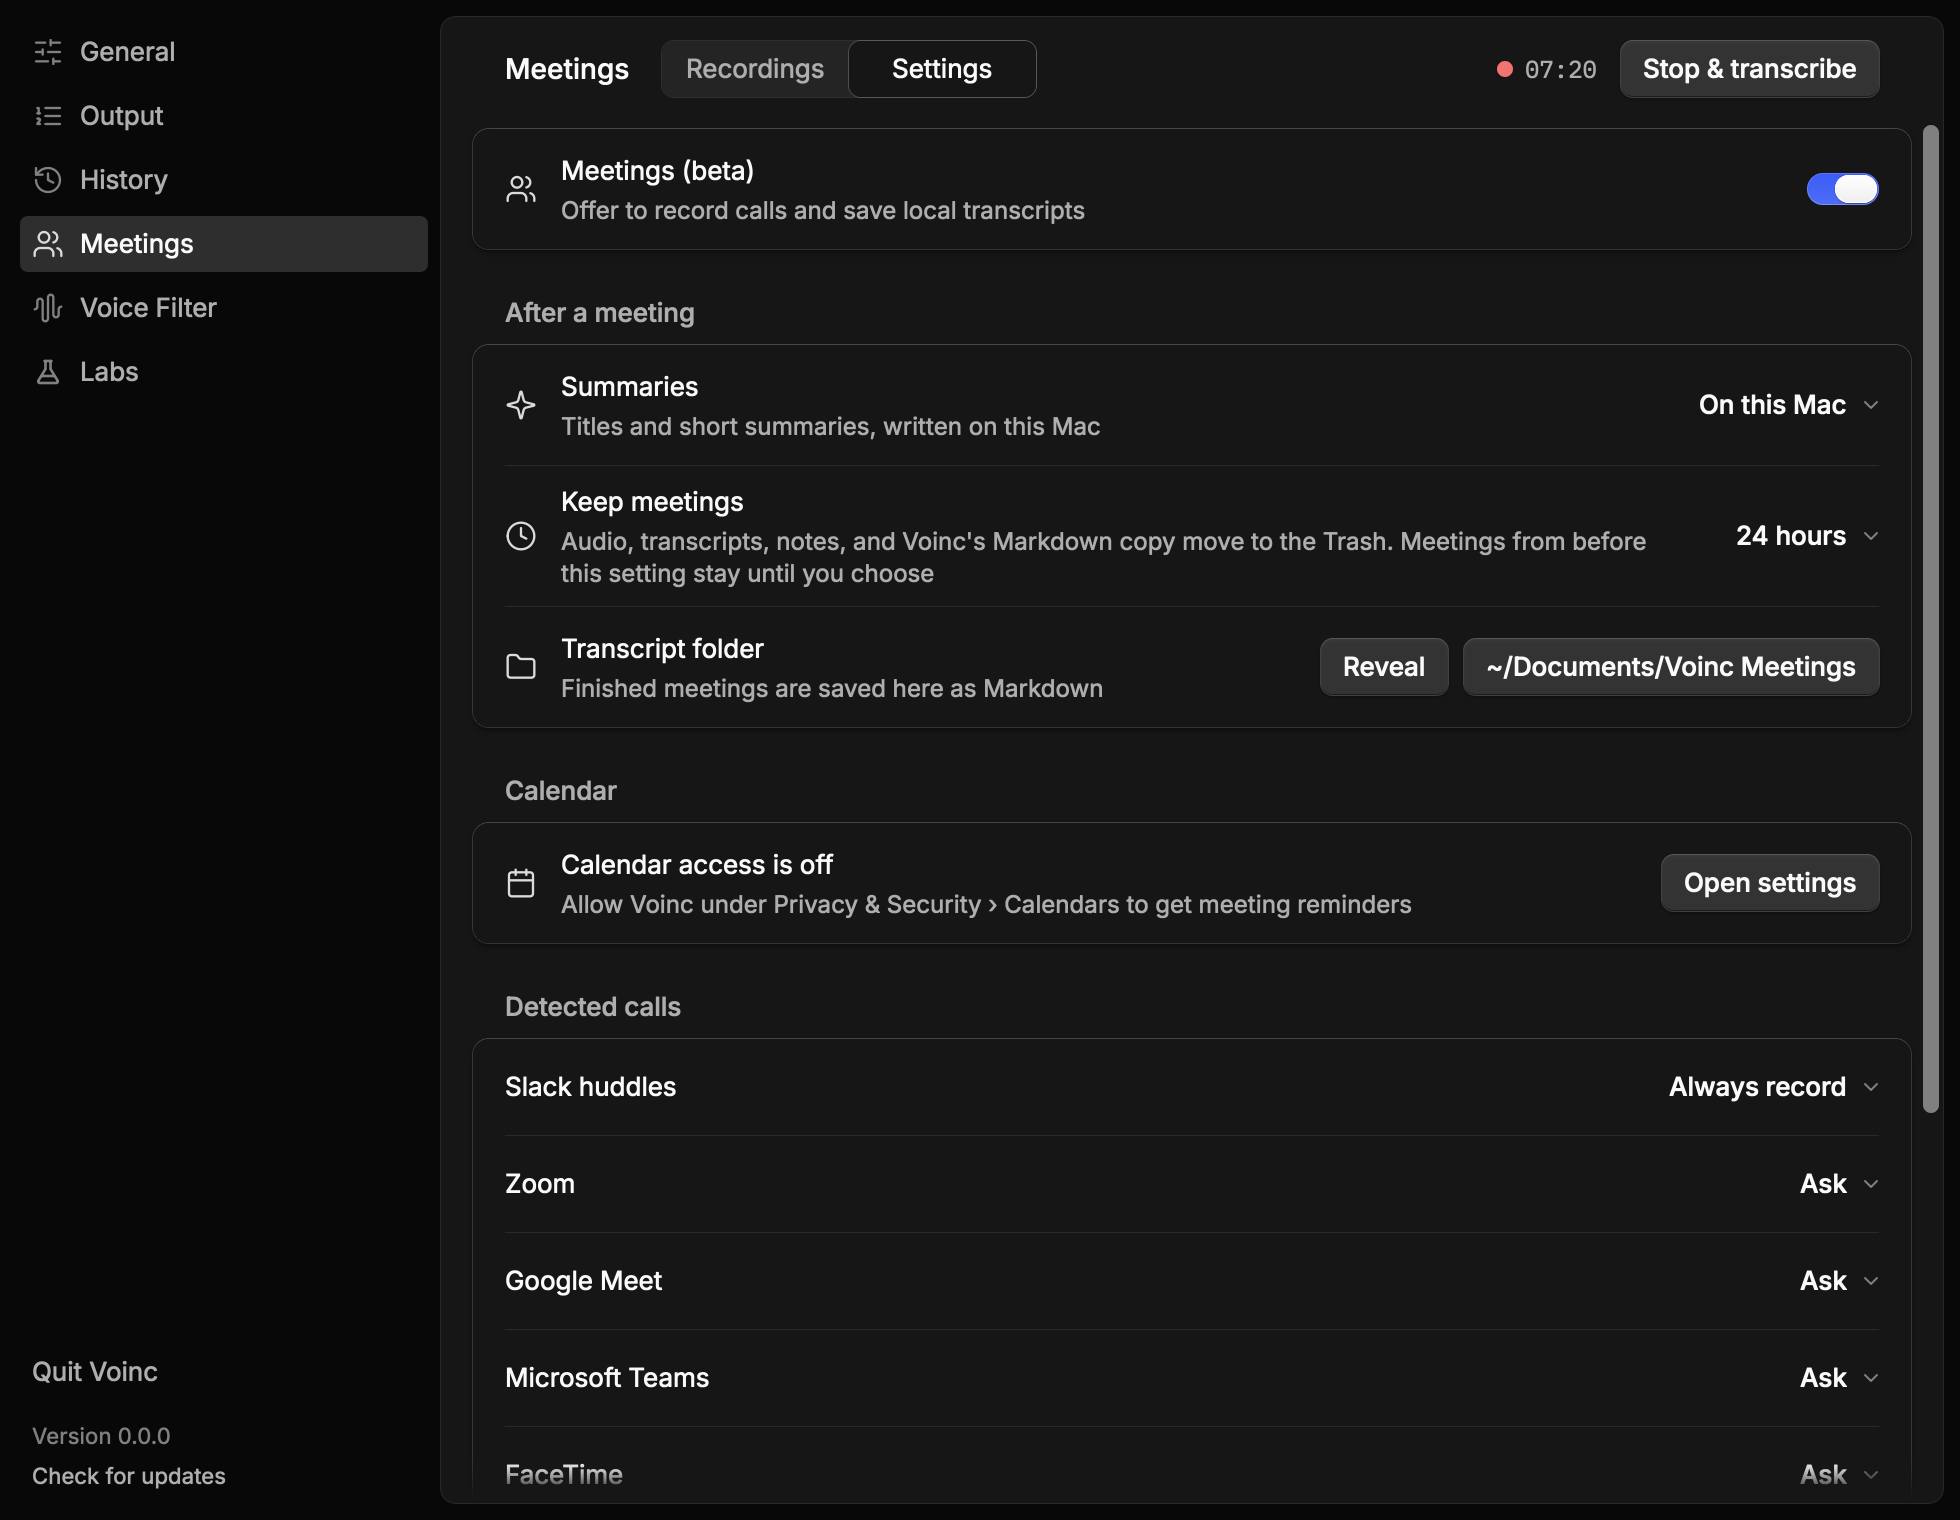 General
Output
History
Meetings
Voice Filter
Labs
Quit Voinc
Version 0.0.0
Check for updates
Meetings
Recordings
Settings
07:20
Stop & transcribe
Meetings (beta)
Offer to record calls and save local transcripts
After a meeting
Summaries
Titles and short summaries, written on this Mac
On this Mac
Keep meetings
Audio, transcripts, notes, and Voinc's Markdown copy move to the Trash. Meetings from before
this setting stay until you choose
24 hours
Transcript folder
Finished meetings are saved here as Markdown
Reveal
~/Documents/Voinc Meetings
Calendar
Calendar access is off
Allow Voinc under Privacy & Security › Calendars to get meeting reminders
Open settings
Detected calls
Slack huddles
Always record
Zoom
Ask
Google Meet
Ask
Microsoft Teams
Ask
FaceTime
Ask